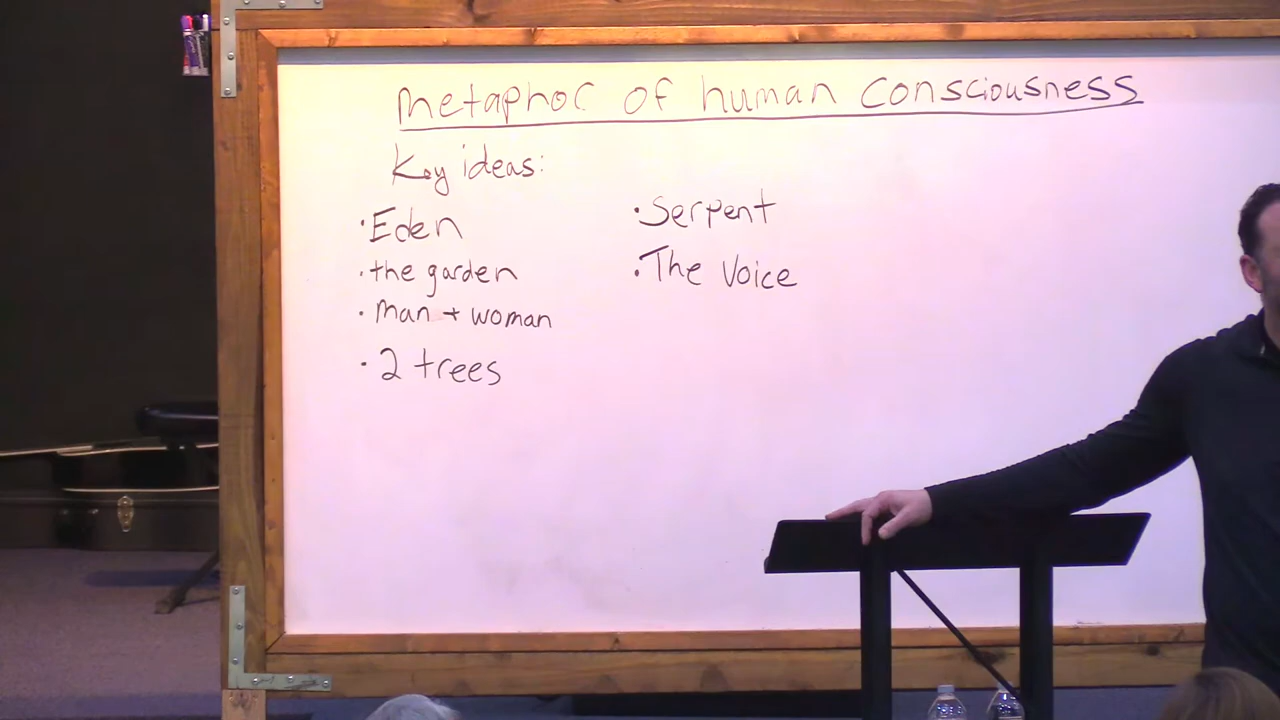 metaphor of human consciousness
Key ideas:
• Eden
• the garden
• man + woman
• 2 trees
• Serpent
• The Voice